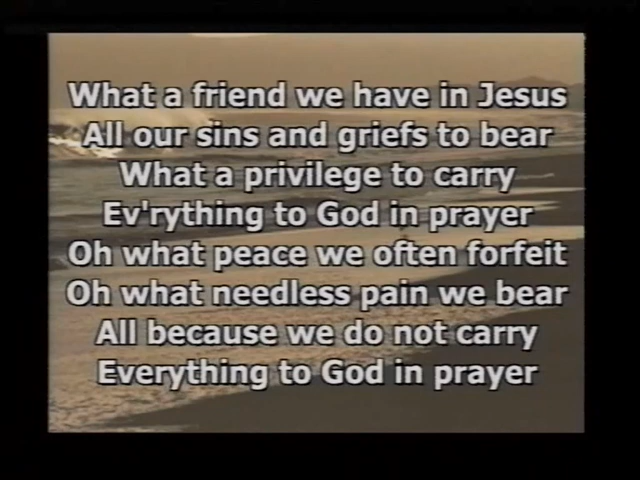 What a friend we have in Jesus
All our sins and griefs to bear
What a privilege to carry
Ev'rything to God in prayer
Oh what peace we often forfeit
Oh what needless pain we bear
All because we do not carry
Everything to God in prayer